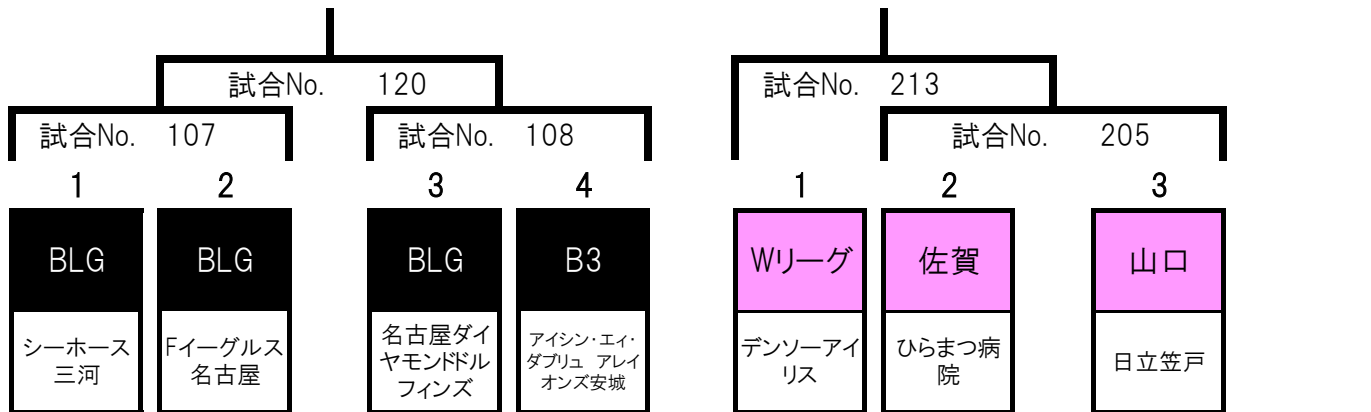 試合No. 120
試合No. 213
試合No. 107
試合No. 108
試合No. 205
1 2 3 4 1 2 3
BLG BLG BLG B3 Wリーグ 佐賀 山口
シーホース
三河
Fイーグルス
名古屋
名古屋ダイ
ヤモンドドル
フィンズ
アイシン・エィ・
ダブリュ アレイ
オンズ安城
デンソーアイ
リス
ひらまつ病
院
日立笠戸